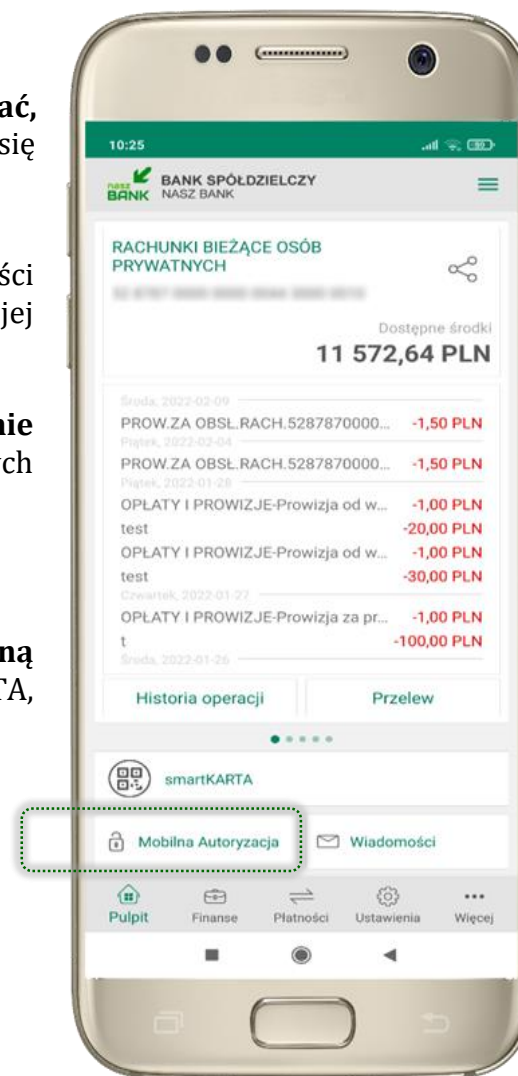 ać,
się
ści
jej
nie
ych
ną
TA,
10:25
nasz BANK
BANK SPÓŁDZIELCZY
NASZ BANK
RACHUNKI BIEŻĄCE OSÓB
PRYWATNYCH
Dostępne środki
11 572,64 PLN
Środa, 2022-02-09
PROW.ZA OBSŁ.RACH.5287870000... -1,50 PLN
Piątek, 2022-02-04
PROW.ZA OBSŁ.RACH.5287870000... -1,50 PLN
Piątek, 2022-01-28
OPŁATY I PROWIZJE-Prowizja od w... -1,00 PLN
test -20,00 PLN
OPŁATY I PROWIZJE-Prowizja od w... -1,00 PLN
test -30,00 PLN
Czwartek, 2022-01-27
OPŁATY I PROWIZJE-Prowizja za pr... -1,00 PLN
t -100,00 PLN
Środa, 2022-01-26
Historia operacji Przelew
smartKARTA
Mobilna Autoryzacja Wiadomości
Pulpit Finanse Płatności Ustawienia Więcej